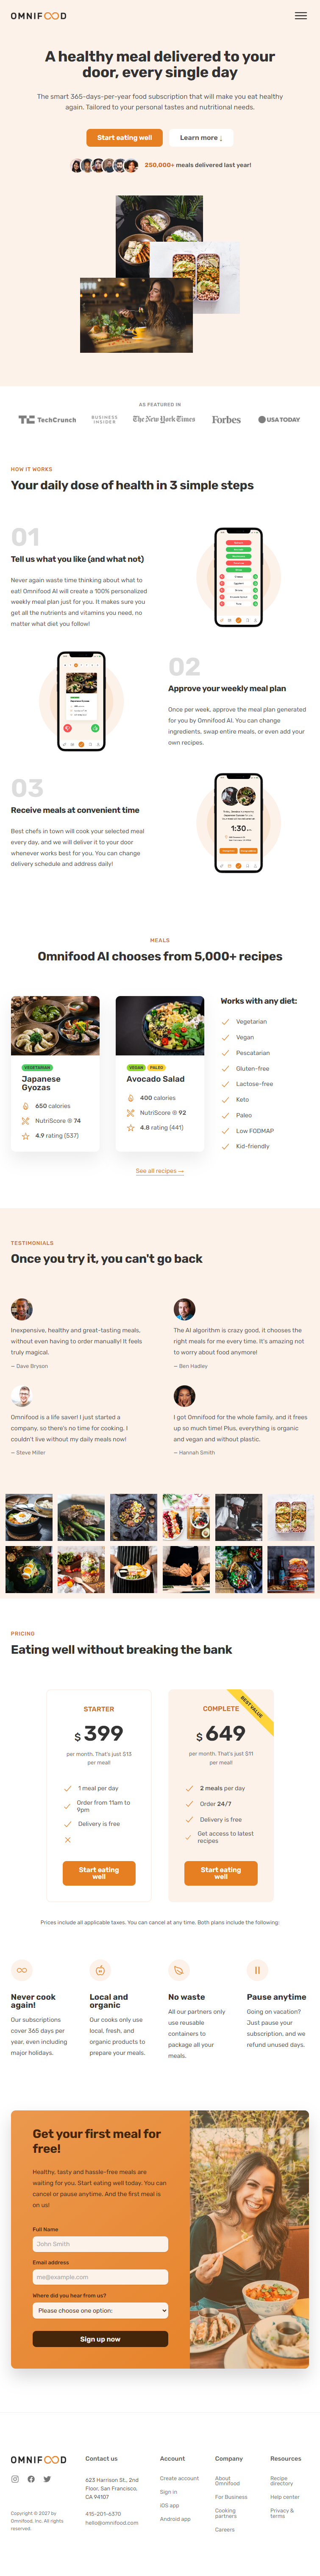 OMNIFOOD
A healthy meal delivered to your
door, every single day
The smart 365-days-per-year food subscription that will make you eat healthy
again. Tailored to your personal tastes and nutritional needs.
Start eating well
Learn more ↓
250,000+ meals delivered last year!
AS FEATURED IN
TechCrunch
BUSINESS
INSIDER
The New York Times
Forbes
USA TODAY
HOW IT WORKS
Your daily dose of health in 3 simple steps
01
Tell us what you like (and what not)
Never again waste time thinking about what to
eat! Omnifood AI will create a 100% personalized
weekly meal plan just for you. It makes sure you
get all the nutrients and vitamins you need, no
matter what diet you follow!
02
Approve your weekly meal plan
Once per week, approve the meal plan generated
for you by Omnifood AI. You can change
ingredients, swap entire meals, or even add your
own recipes.
03
Receive meals at convenient time
Best chefs in town will cook your selected meal
every day, and we will deliver it to your door
whenever works best for you. You can change
delivery schedule and address daily!
1:30
MEALS
Omnifood AI chooses from 5,000+ recipes
VEGETARIAN
Japanese
Gyozas
650 calories
NutriScore ® 74
4.9 rating (537)
VEGAN
PALEO
Avocado Salad
400 calories
NutriScore ® 92
4.8 rating (441)
Works with any diet:
Vegetarian
Vegan
Pescatarian
Gluten-free
Lactose-free
Keto
Paleo
Low FODMAP
Kid-friendly
See all recipes →
TESTIMONIALS
Once you try it, you can't go back
Inexpensive, healthy and great-tasting meals,
without even having to order manually! It feels
truly magical.
— Dave Bryson
The AI algorithm is crazy good, it chooses the
right meals for me every time. It's amazing not
to worry about food anymore!
— Ben Hadley
Omnifood is a life saver! I just started a
company, so there's no time for cooking. I
couldn't live without my daily meals now!
— Steve Miller
I got Omnifood for the whole family, and it frees
up so much time! Plus, everything is organic
and vegan and without plastic.
— Hannah Smith
PRICING
Eating well without breaking the bank
STARTER
$ 399
per month. That's just $13
per meal!
1 meal per day
Order from 11am to
9pm
Delivery is free
Start eating
well
BEST VALUE
COMPLETE
$ 649
per month. That's just $11
per meal!
2 meals per day
Order 24/7
Delivery is free
Get access to latest
recipes
Start eating
well
Prices include all applicable taxes. You can cancel at any time. Both plans include the following:
Never cook
again!
Our subscriptions
cover 365 days per
year, even including
major holidays.
Local and
organic
Our cooks only use
local, fresh, and
organic products to
prepare your meals.
No waste
All our partners only
use reusable
containers to
package all your
meals.
Pause anytime
Going on vacation?
Just pause your
subscription, and we
refund unused days.
Get your first meal for
free!
Healthy, tasty and hassle-free meals are
waiting for you. Start eating well today. You can
cancel or pause anytime. And the first meal is
on us!
Full Name
John Smith
Email address
me@example.com
Where did you hear from us?
Please choose one option:
Sign up now
OMNIFOOD
Copyright © 2027 by
Omnifood, Inc. All rights
reserved.
Contact us
623 Harrison St., 2nd
Floor, San Francisco,
CA 94107
415-201-6370
hello@omnifood.com
Account
Create account
Sign in
iOS app
Android app
Company
About
Omnifood
For Business
Cooking
partners
Careers
Resources
Recipe
directory
Help center
Privacy &
terms